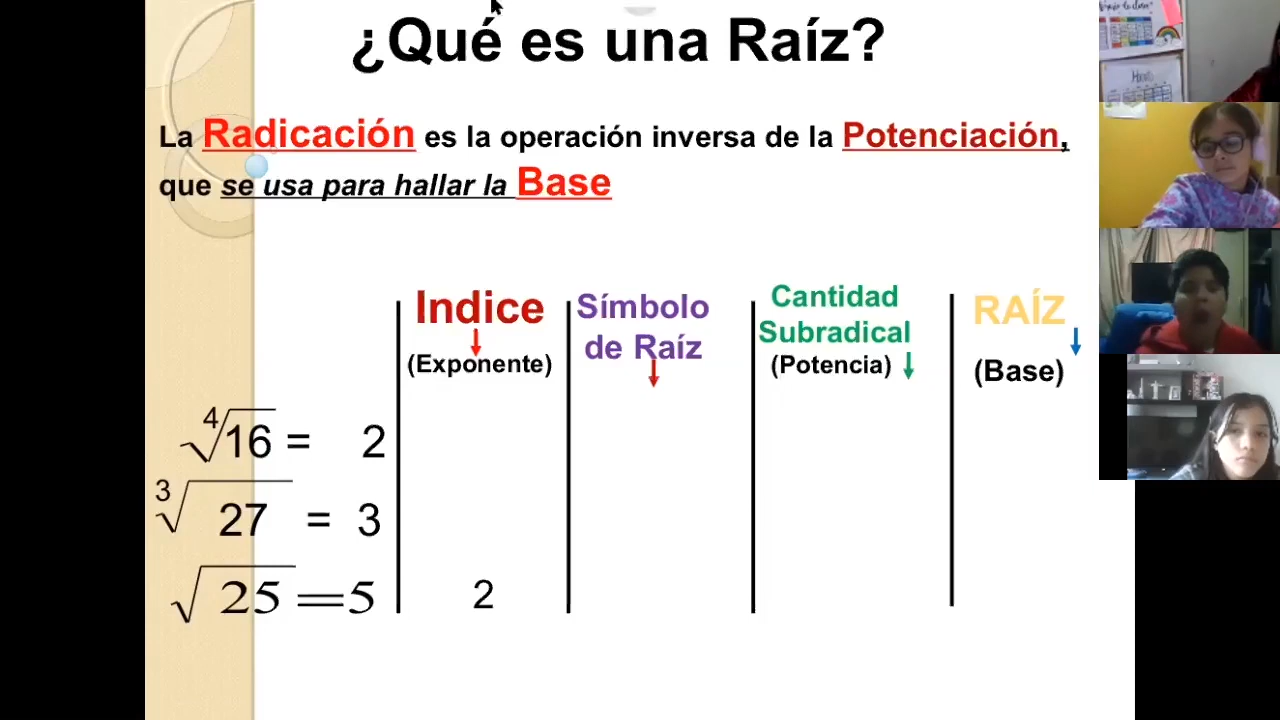 ¿Qué es una Raíz?
La Radicación es la operación inversa de la Potenciación,
que se usa para hallar la Base
Indice
(Exponente)
Símbolo
de Raíz
Cantidad
Subradical
(Potencia)
RAÍZ
(Base)
4√16 = 2
3√27 = 3
√25=5
2